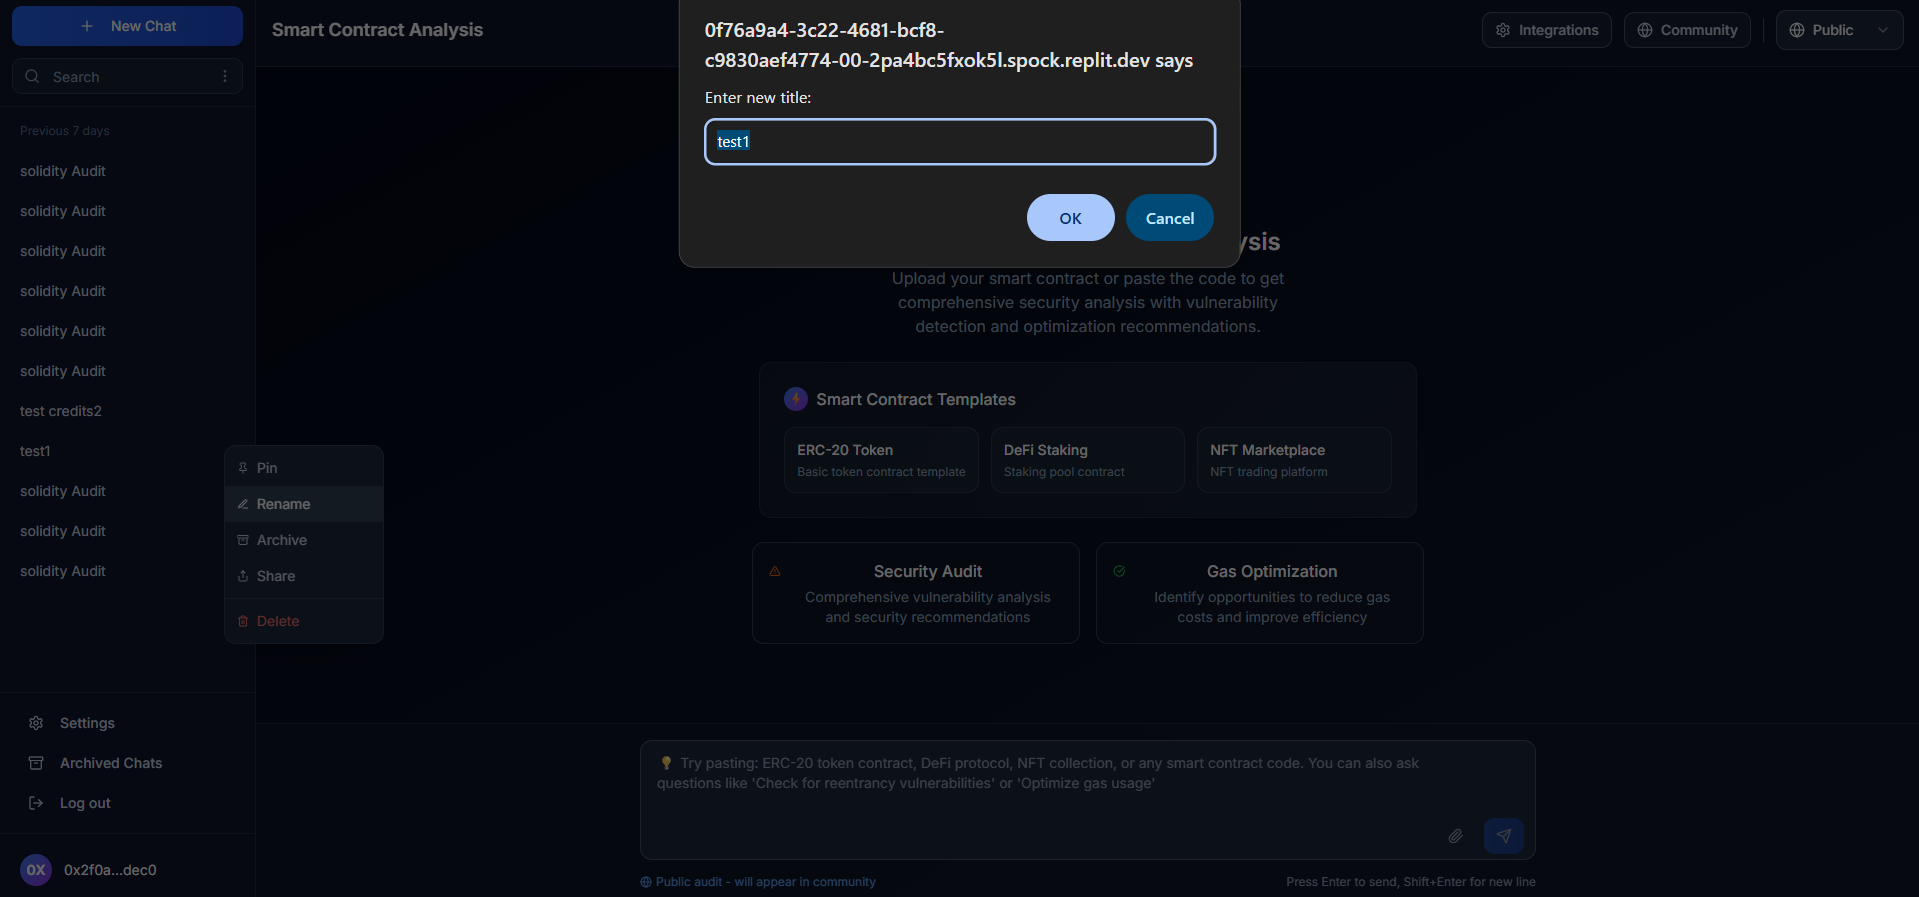 New Chat
Search
Previous 7 days
solidity Audit
solidity Audit
solidity Audit
solidity Audit
solidity Audit
solidity Audit
test credits2
test1
solidity Audit
solidity Audit
solidity Audit
Pin
Rename
Archive
Share
Delete
Settings
Archived Chats
Log out
0X 0x2f0a...dec0
Smart Contract Analysis
Integrations
Community
Public
0f76a9a4-3c22-4681-bcf8-
c9830aef4774-00-2pa4bc5fxok5l.spock.replit.dev says
Enter new title:
test1
OK
Cancel
ysis
Upload your smart contract or paste the code to get
comprehensive security analysis with vulnerability
detection and optimization recommendations.
Smart Contract Templates
ERC-20 Token
Basic token contract template
DeFi Staking
Staking pool contract
NFT Marketplace
NFT trading platform
Security Audit
Comprehensive vulnerability analysis
and security recommendations
Gas Optimization
Identify opportunities to reduce gas
costs and improve efficiency
💡 Try pasting: ERC-20 token contract, DeFi protocol, NFT collection, or any smart contract code. You can also ask
questions like 'Check for reentrancy vulnerabilities' or 'Optimize gas usage'
Public audit - will appear in community
Press Enter to send, Shift+Enter for new line